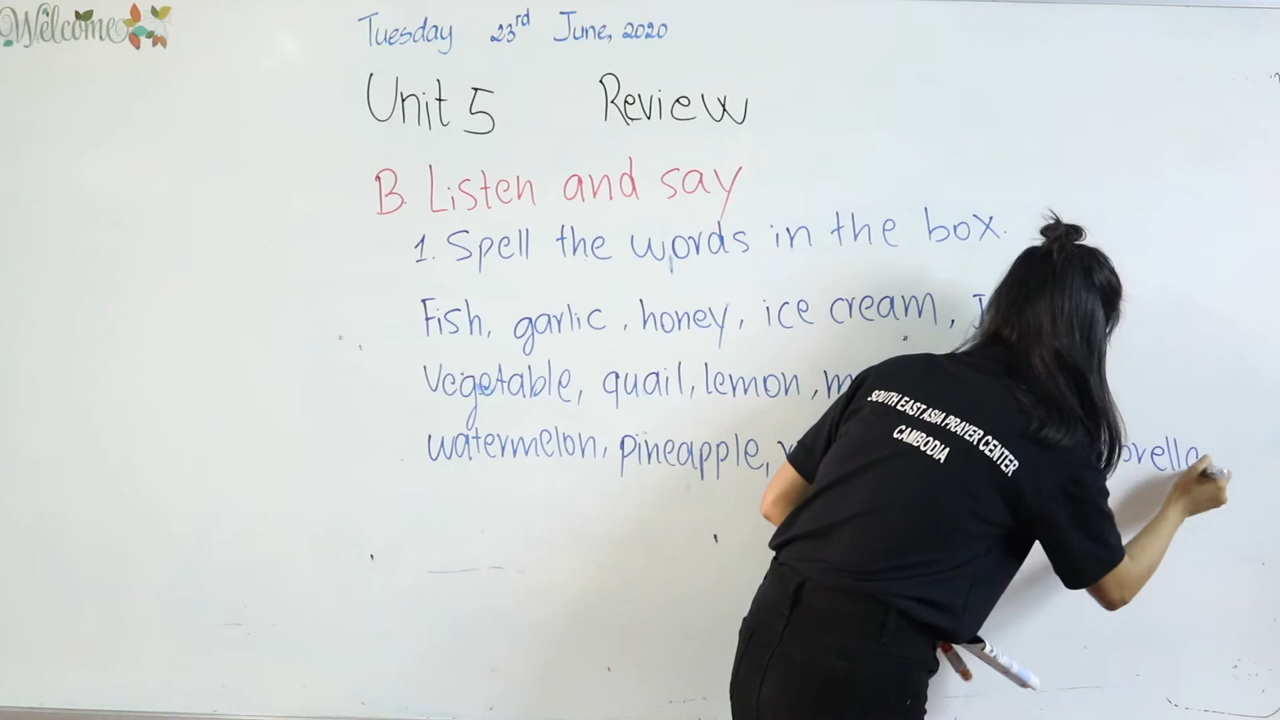 Welcome
Tuesday 23rd June, 2020
Unit 5 Review
B. Listen and say
1. Spell the words in the box.
Fish, garlic, honey, ice cream,
Vegetable, quail, lemon,
watermelon, pineapple,
SOUTH EAST ASIA PRAYER CENTER
CAMBODIA